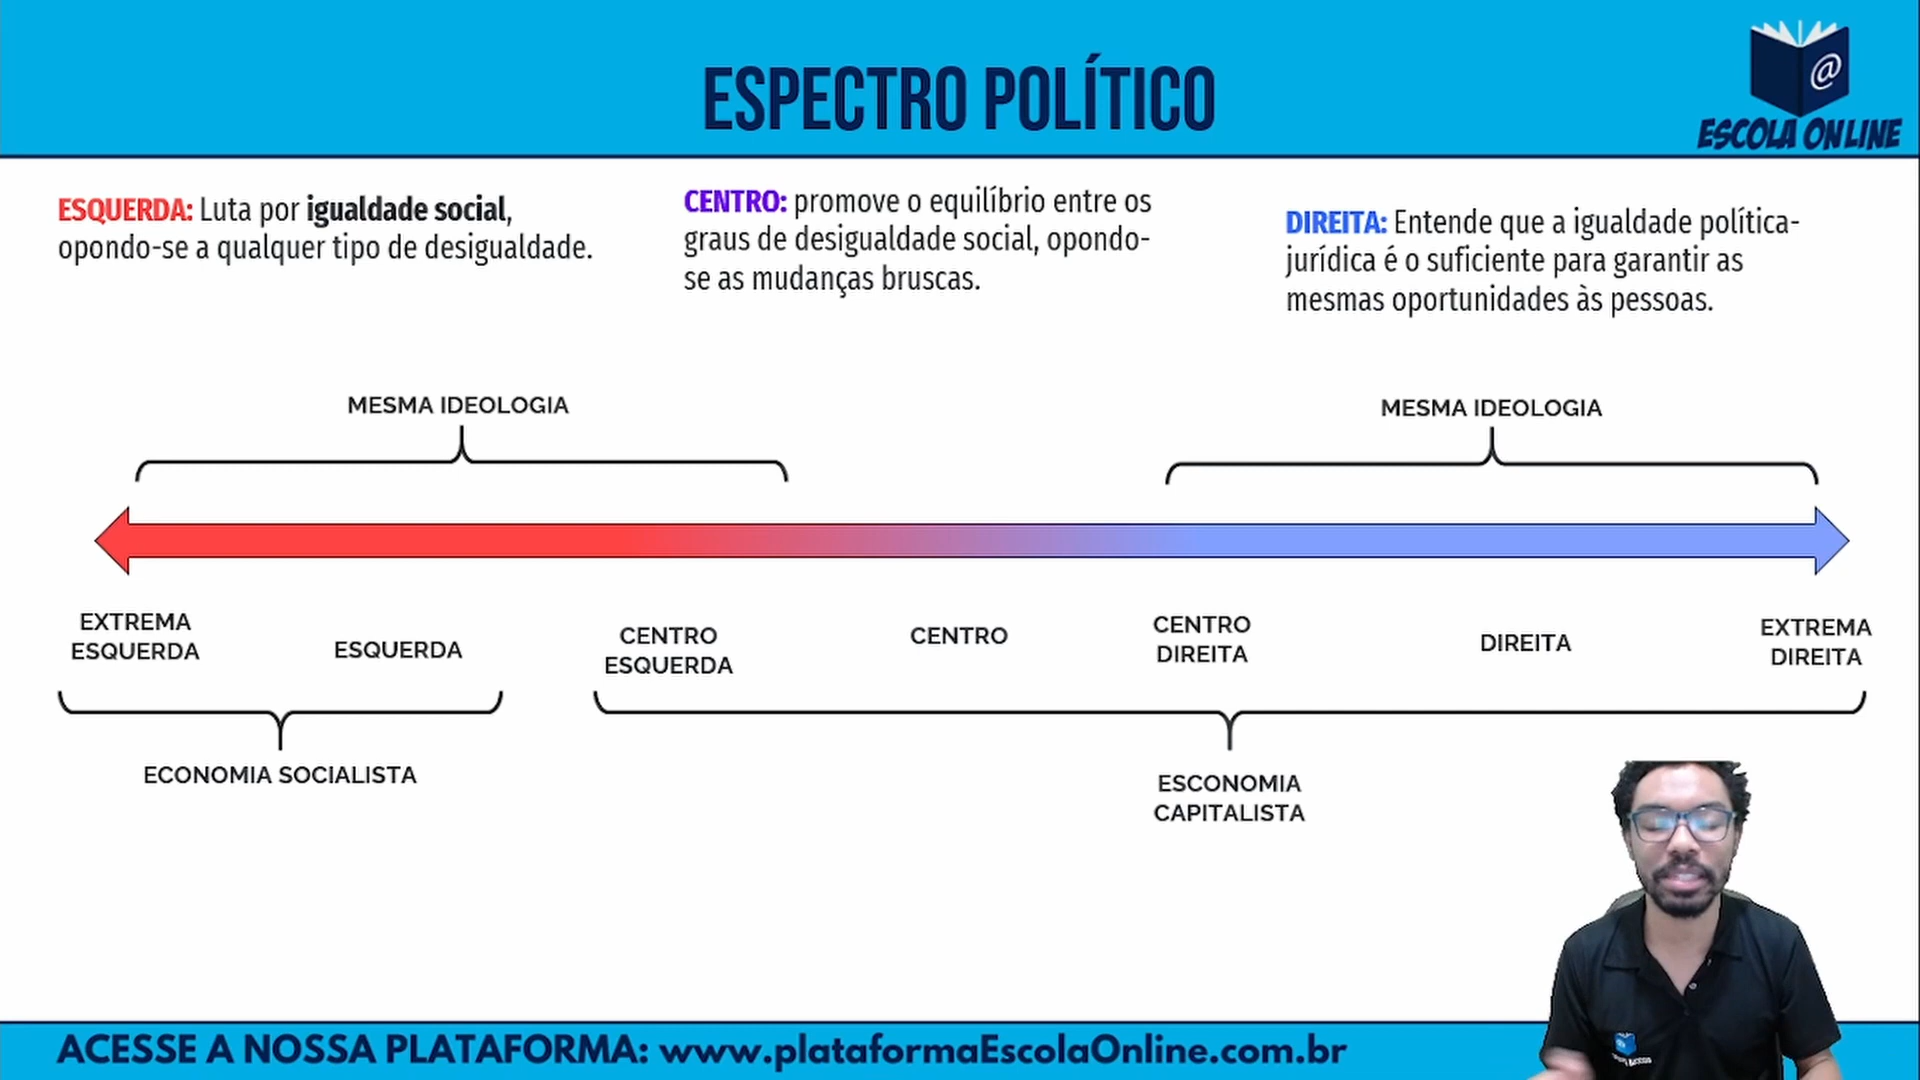 ESPECTRO POLÍTICO
@
ESCOLA ONLINE
ESQUERDA: Luta por igualdade social,
opondo-se a qualquer tipo de desigualdade.
CENTRO: promove o equilíbrio entre os
graus de desigualdade social, opondo-
se as mudanças bruscas.
DIREITA: Entende que a igualdade política-
jurídica é o suficiente para garantir as
mesmas oportunidades às pessoas.
MESMA IDEOLOGIA
MESMA IDEOLOGIA
EXTREMA
ESQUERDA
ESQUERDA
CENTRO
ESQUERDA
CENTRO
CENTRO
DIREITA
DIREITA
EXTREMA
DIREITA
ECONOMIA SOCIALISTA
ESCONOMIA
CAPITALISTA
ACESSE A NOSSA PLATAFORMA: www.plataformaEscolaOnline.com.br